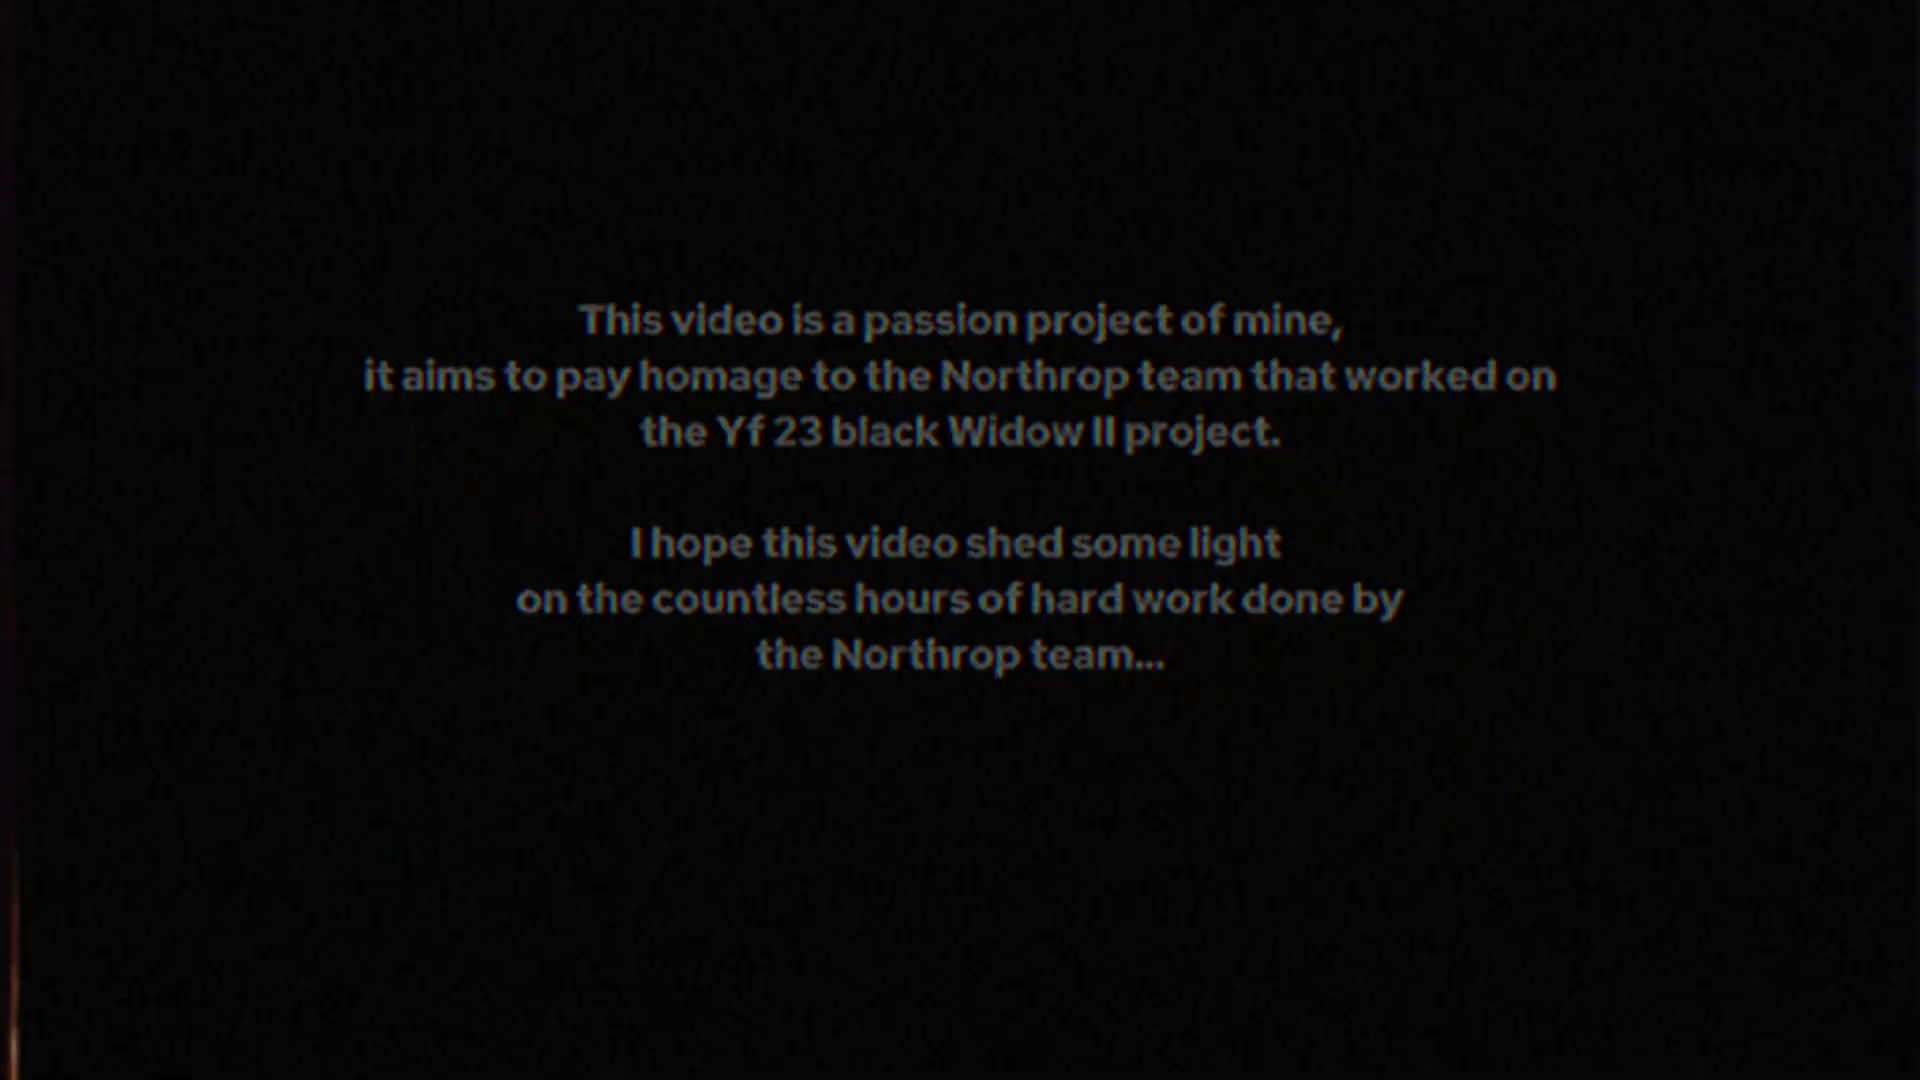 This video is a passion project of mine,
it aims to pay homage to the Northrop team that worked on
the Yf 23 black Widow II project.
I hope this video shed some light
on the countless hours of hard work done by
the Northrop team...